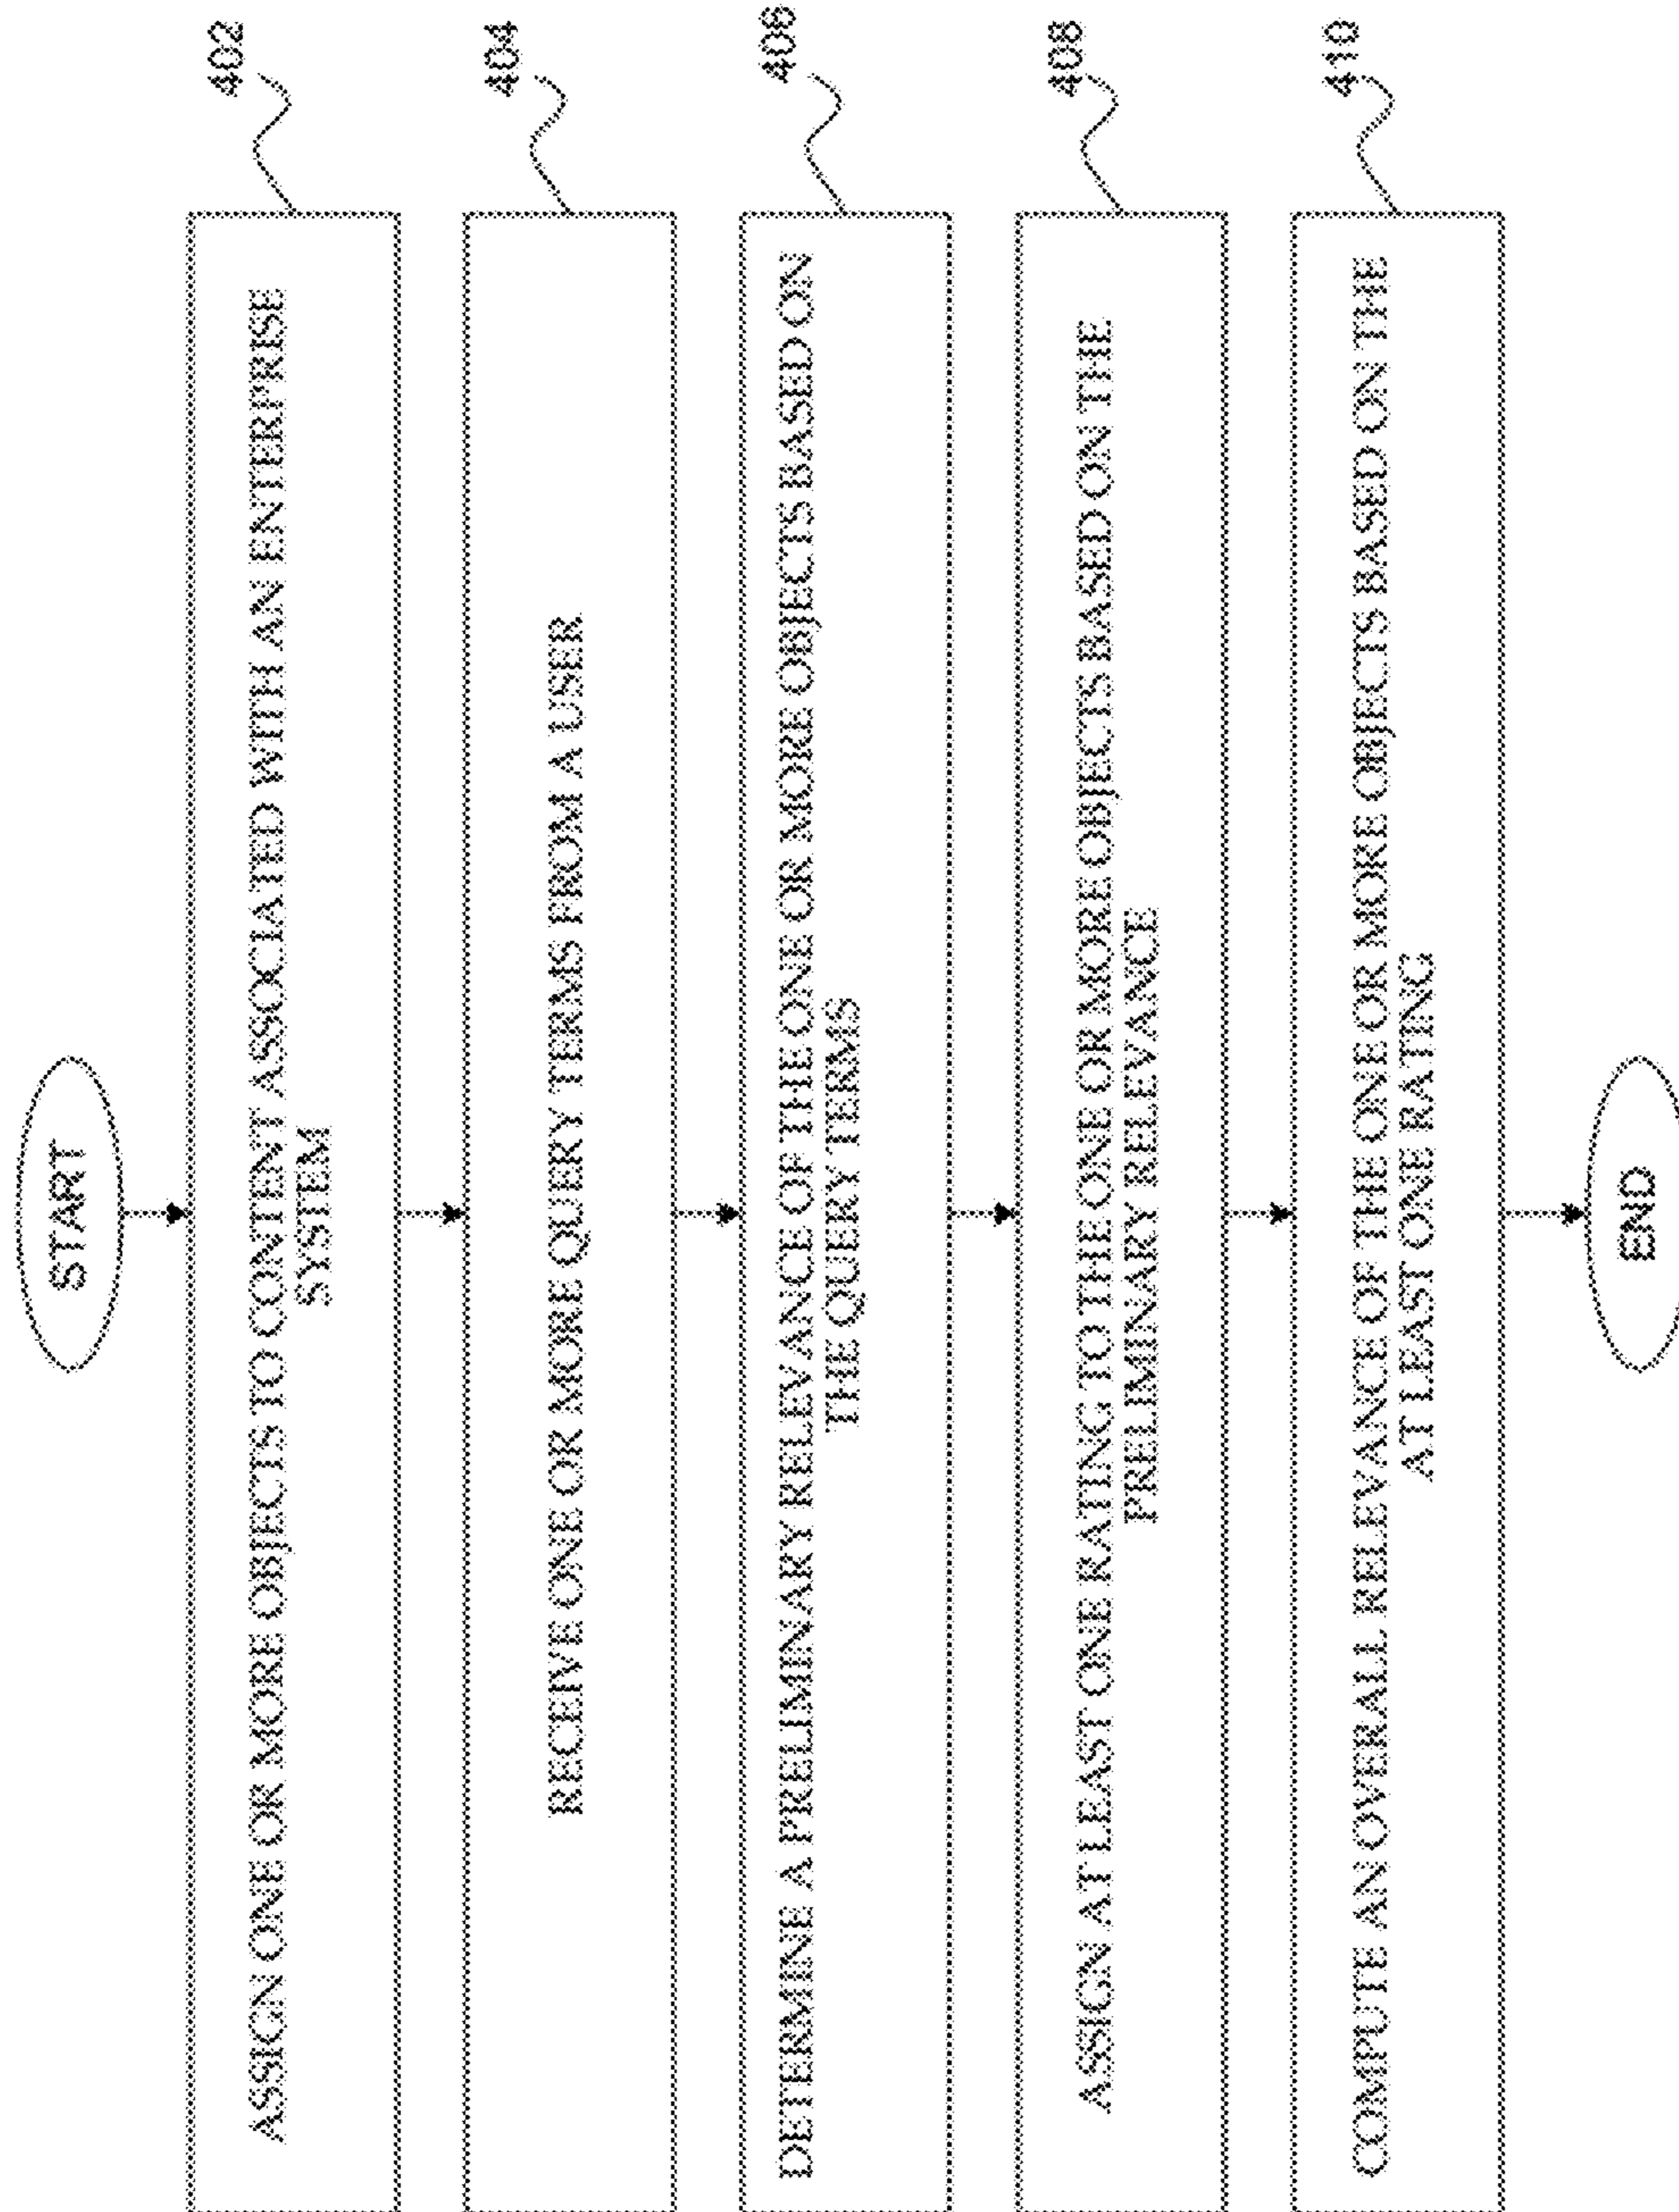 START
402
ASSIGN ONE OR MORE OBJECTS TO CONTENT ASSOCIATED WITH AN ENTERPRISE
SYSTEM
404
RECEIVE ONE OR MORE QUERY TERMS FROM A USER
406
DETERMINE A PRELIMINARY RELEVANCE OF THE ONE OR MORE OBJECTS BASED ON
THE QUERY TERMS
408
ASSIGN AT LEAST ONE RATING TO THE ONE OR MORE OBJECTS BASED ON THE
PRELIMINARY RELEVANCE
410
COMPUTE AN OVERALL RELEVANCE OF THE ONE OR MORE OBJECTS BASED ON THE
AT LEAST ONE RATING
END